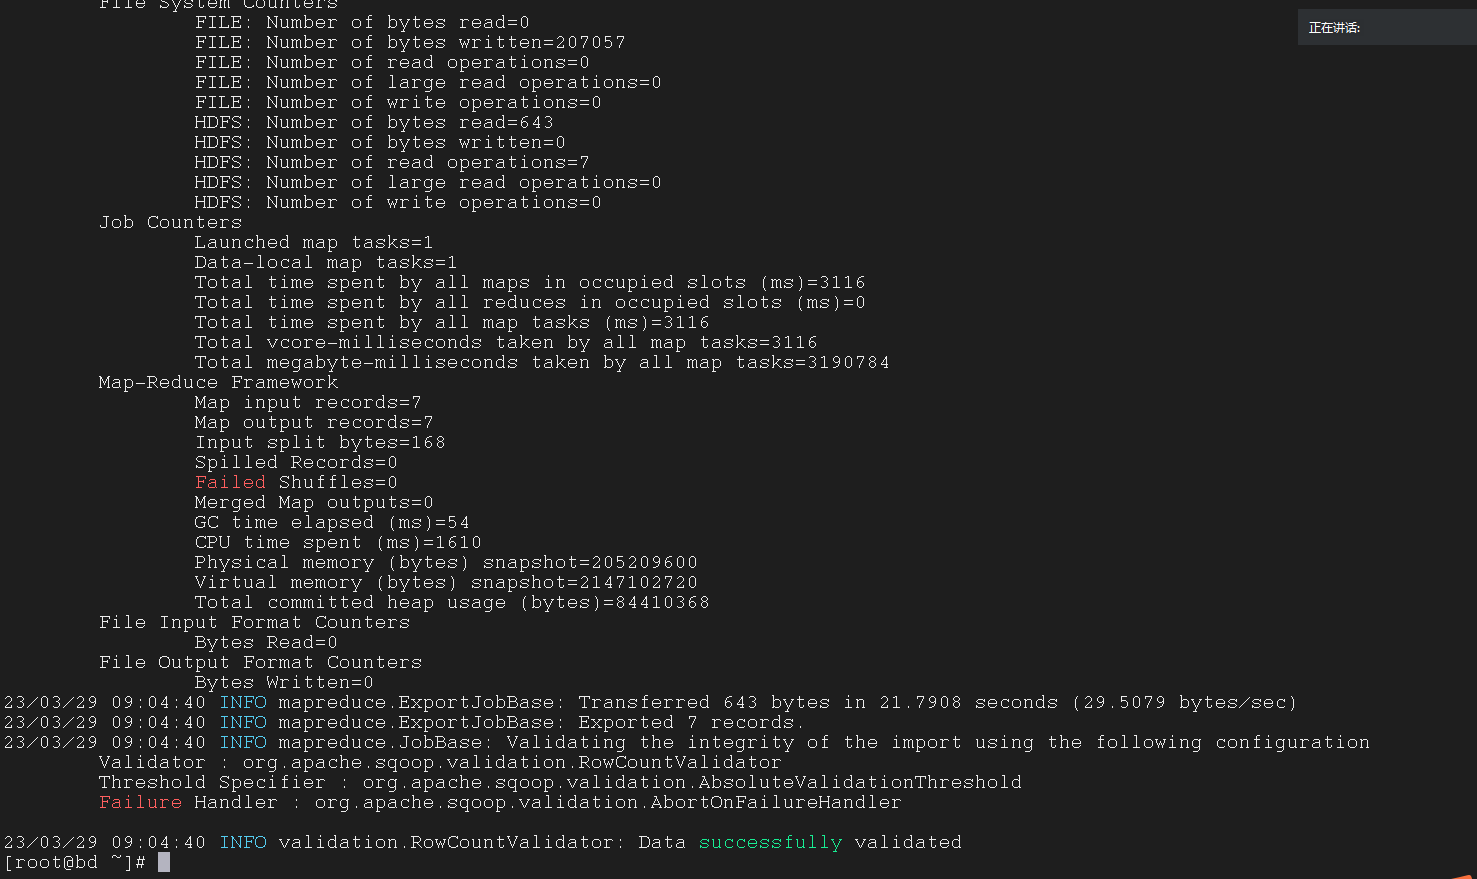 File System Counters
FILE: Number of bytes read=0
FILE: Number of bytes written=207057
FILE: Number of read operations=0
FILE: Number of large read operations=0
FILE: Number of write operations=0
HDFS: Number of bytes read=643
HDFS: Number of bytes written=0
HDFS: Number of read operations=7
HDFS: Number of large read operations=0
HDFS: Number of write operations=0
Job Counters
Launched map tasks=1
Data-local map tasks=1
Total time spent by all maps in occupied slots (ms)=3116
Total time spent by all reduces in occupied slots (ms)=0
Total time spent by all map tasks (ms)=3116
Total vcore-milliseconds taken by all map tasks=3116
Total megabyte-milliseconds taken by all map tasks=3190784
Map-Reduce Framework
Map input records=7
Map output records=7
Input split bytes=168
Spilled Records=0
Failed Shuffles=0
Merged Map outputs=0
GC time elapsed (ms)=54
CPU time spent (ms)=1610
Physical memory (bytes) snapshot=205209600
Virtual memory (bytes) snapshot=2147102720
Total committed heap usage (bytes)=84410368
File Input Format Counters
Bytes Read=0
File Output Format Counters
Bytes Written=0
23/03/29 09:04:40 INFO mapreduce.ExportJobBase: Transferred 643 bytes in 21.7908 seconds (29.5079 bytes/sec)
23/03/29 09:04:40 INFO mapreduce.ExportJobBase: Exported 7 records.
23/03/29 09:04:40 INFO mapreduce.JobBase: Validating the integrity of the import using the following configuration
Validator : org.apache.sqoop.validation.RowCountValidator
Threshold Specifier : org.apache.sqoop.validation.AbsoluteValidationThreshold
Failure Handler : org.apache.sqoop.validation.AbortOnFailureHandler
23/03/29 09:04:40 INFO validation.RowCountValidator: Data successfully validated
[root@bd ~]#
正在讲话: